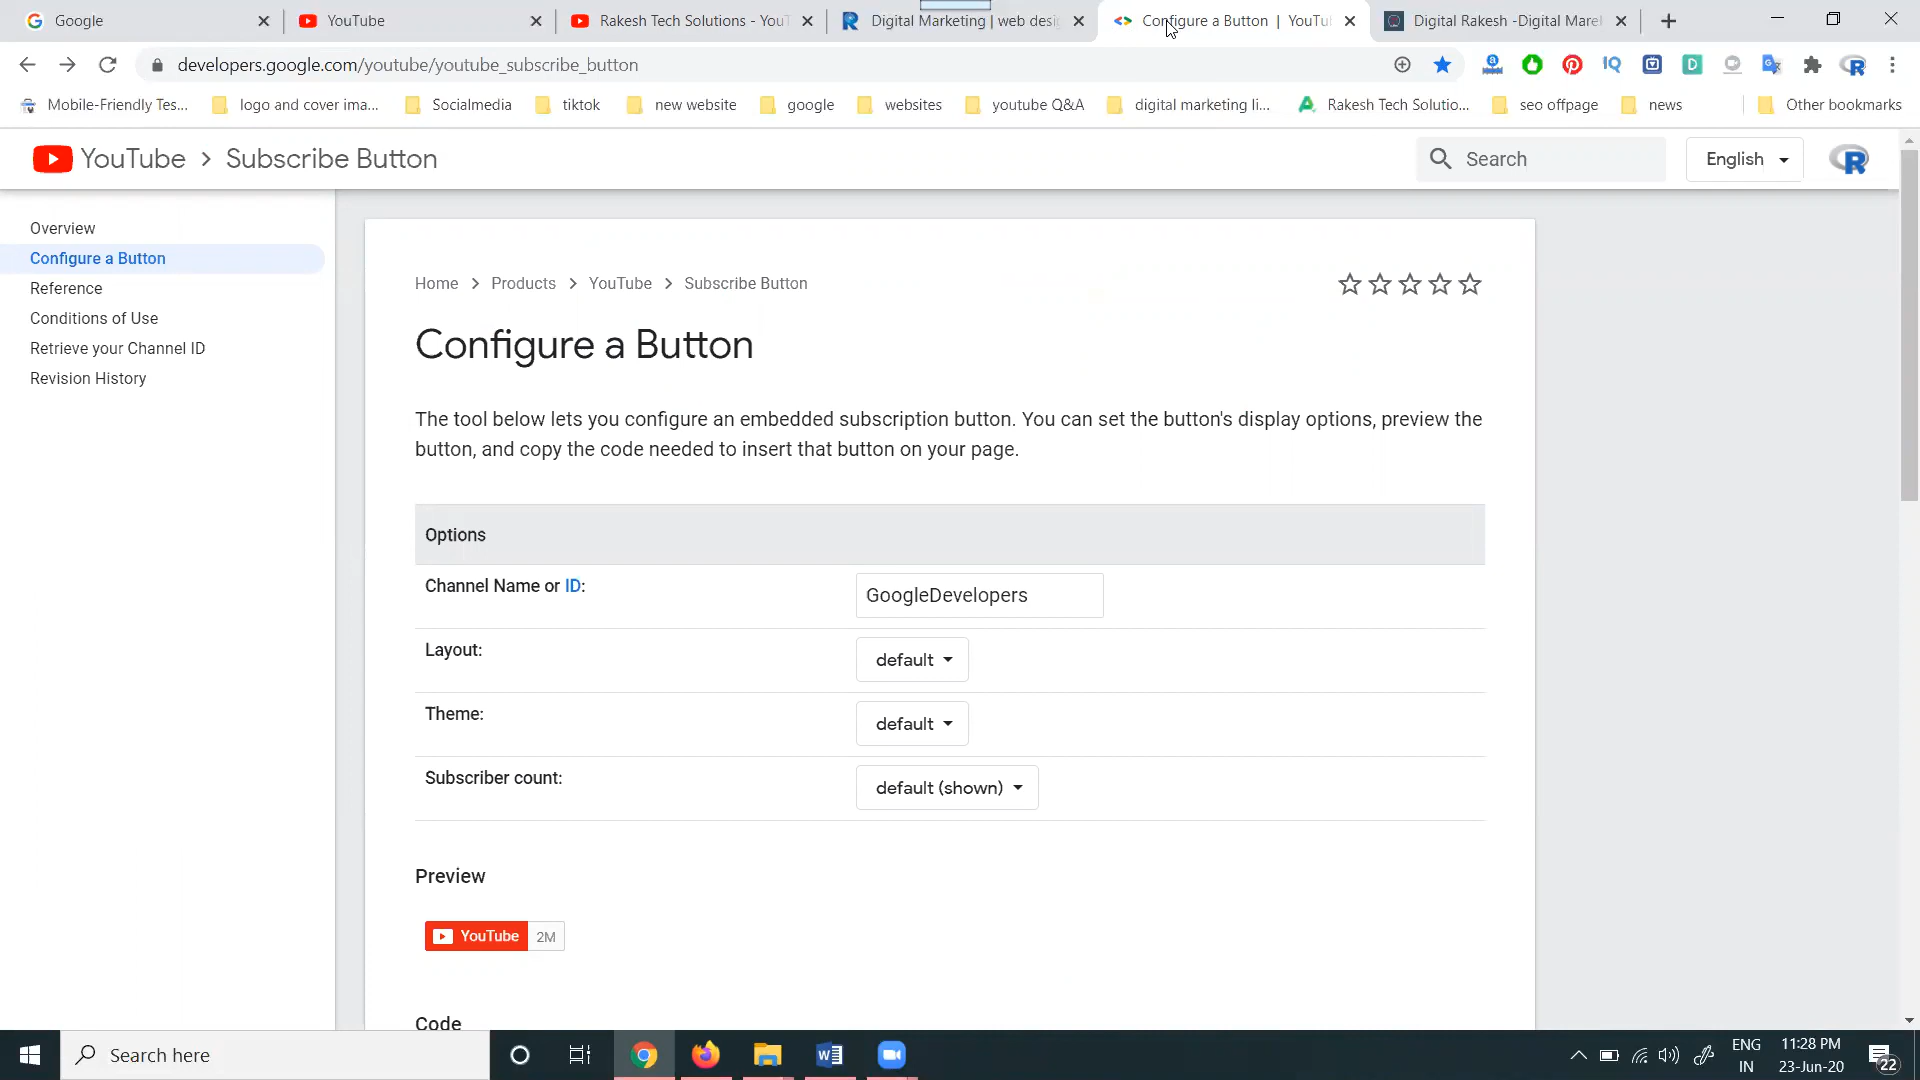 Google
YouTube
Rakesh Tech Solutions - YouT
Digital Marketing | web desi
Configure a Button | YouTu
Digital Rakesh -Digital Mare
developers.google.com/youtube/youtube_subscribe_button
Mobile-Friendly Tes...
logo and cover ima...
Socialmedia
tiktok
new website
google
websites
youtube Q&A
digital marketing li...
Rakesh Tech Solutio...
seo offpage
news
Other bookmarks
YouTube > Subscribe Button
Search
English
Overview
Configure a Button
Reference
Conditions of Use
Retrieve your Channel ID
Revision History
Home > Products > YouTube > Subscribe Button
Configure a Button
The tool below lets you configure an embedded subscription button. You can set the button's display options, preview the
button, and copy the code needed to insert that button on your page.
Options
Channel Name or ID:
GoogleDevelopers
Layout:
default
Theme:
default
Subscriber count:
default (shown)
Preview
YouTube 2M
Code
Search here
ENG
IN
11:28 PM
23-Jun-20
22